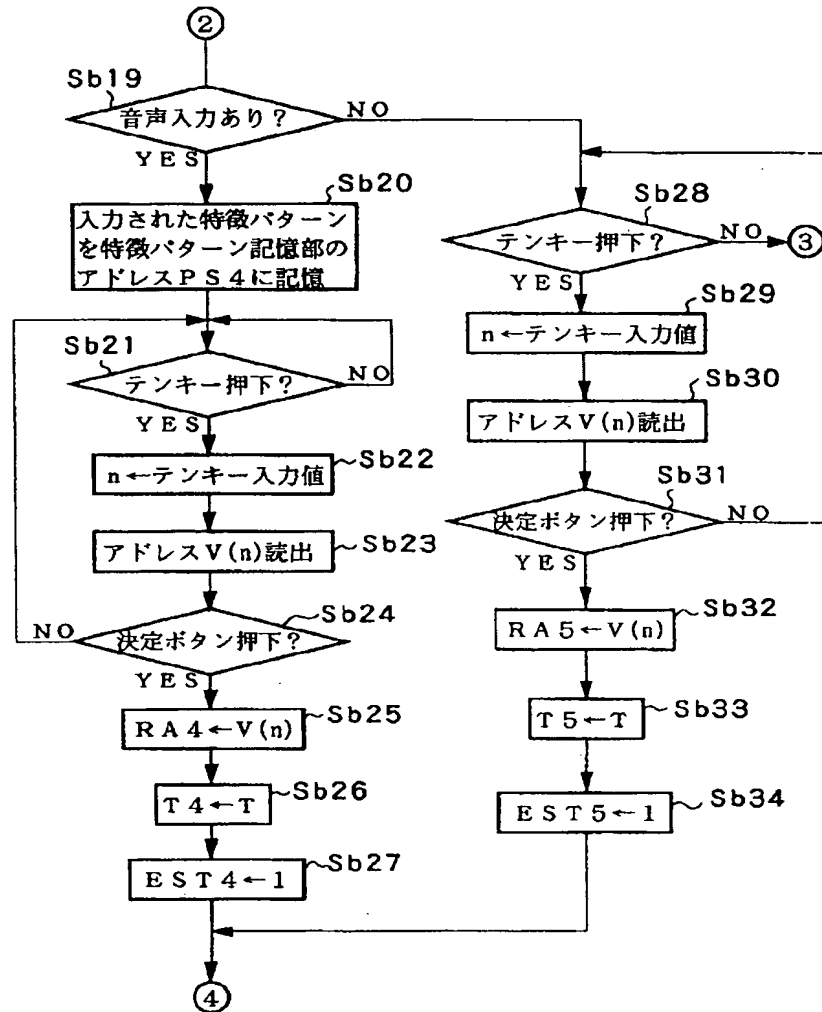 ②
Sb19
音声入力あり？
NO
YES
Sb20
入力された特徴パターン
を特徴パターン記憶部の
アドレスPS4に記憶
Sb21
テンキー押下？
NO
YES
n←テンキー入力値
Sb22
アドレスV(n)読出
Sb23
Sb24
NO
決定ボタン押下？
YES
RA4←V(n)
Sb25
T4←T
Sb26
EST4←1
Sb27
Sb28
テンキー押下？
NO
③
YES
Sb29
n←テンキー入力値
Sb30
アドレスV(n)読出
Sb31
決定ボタン押下？
NO
YES
Sb32
RA5←V(n)
T5←T
Sb33
EST5←1
Sb34
④